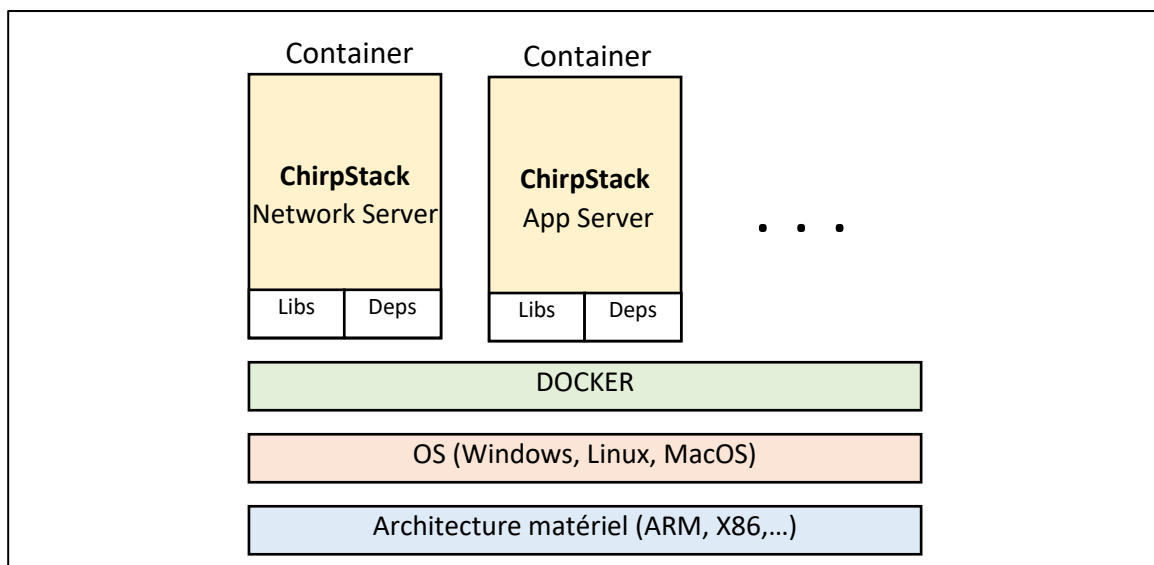 Container
Container
ChirpStack
Network Server
ChirpStack
App Server
. . .
Libs
Deps
Libs
Deps
DOCKER
OS (Windows, Linux, MacOS)
Architecture matériel (ARM, X86,…)